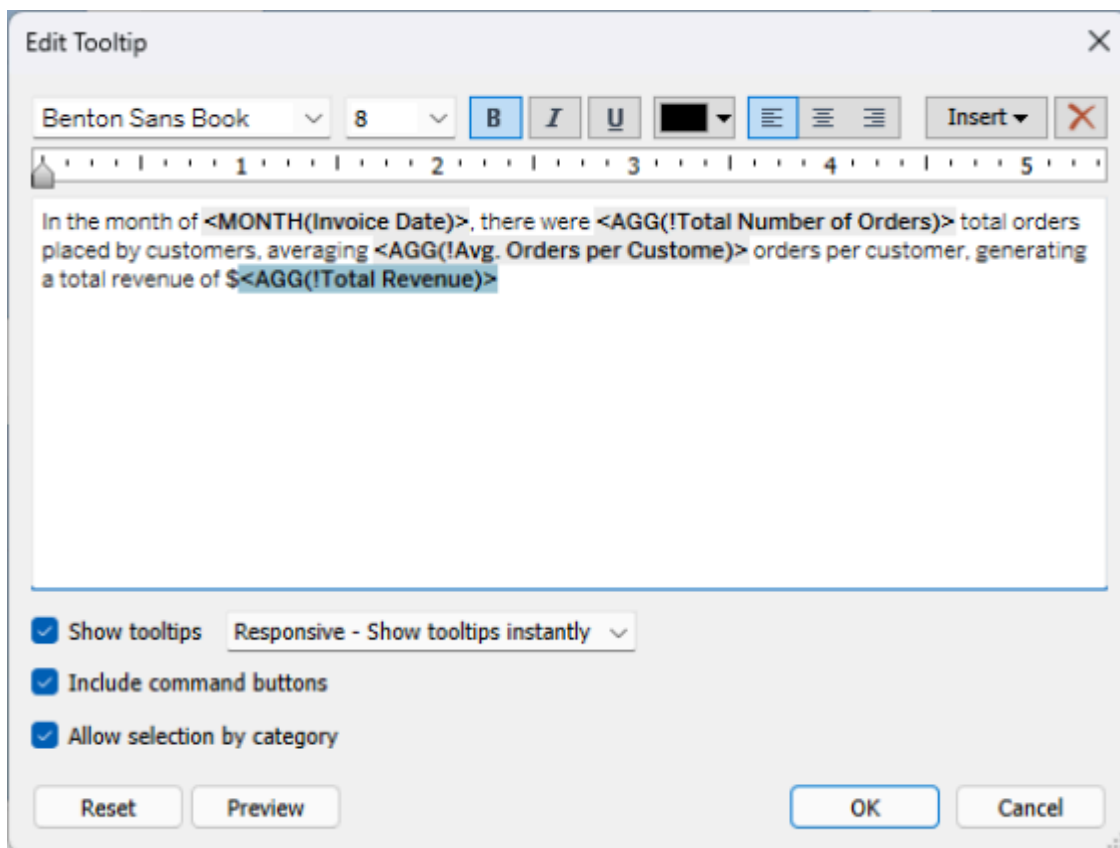 Edit Tooltip
Benton Sans Book 8 B I U Insert
1 2 3 4 5
In the month of <MONTH(Invoice Date)>, there were <AGG(!Total Number of Orders)> total orders
placed by customers, averaging <AGG(!Avg. Orders per Custome)> orders per customer, generating
a total revenue of $<AGG(!Total Revenue)>
Show tooltips Responsive - Show tooltips instantly
Include command buttons
Allow selection by category
Reset Preview OK Cancel